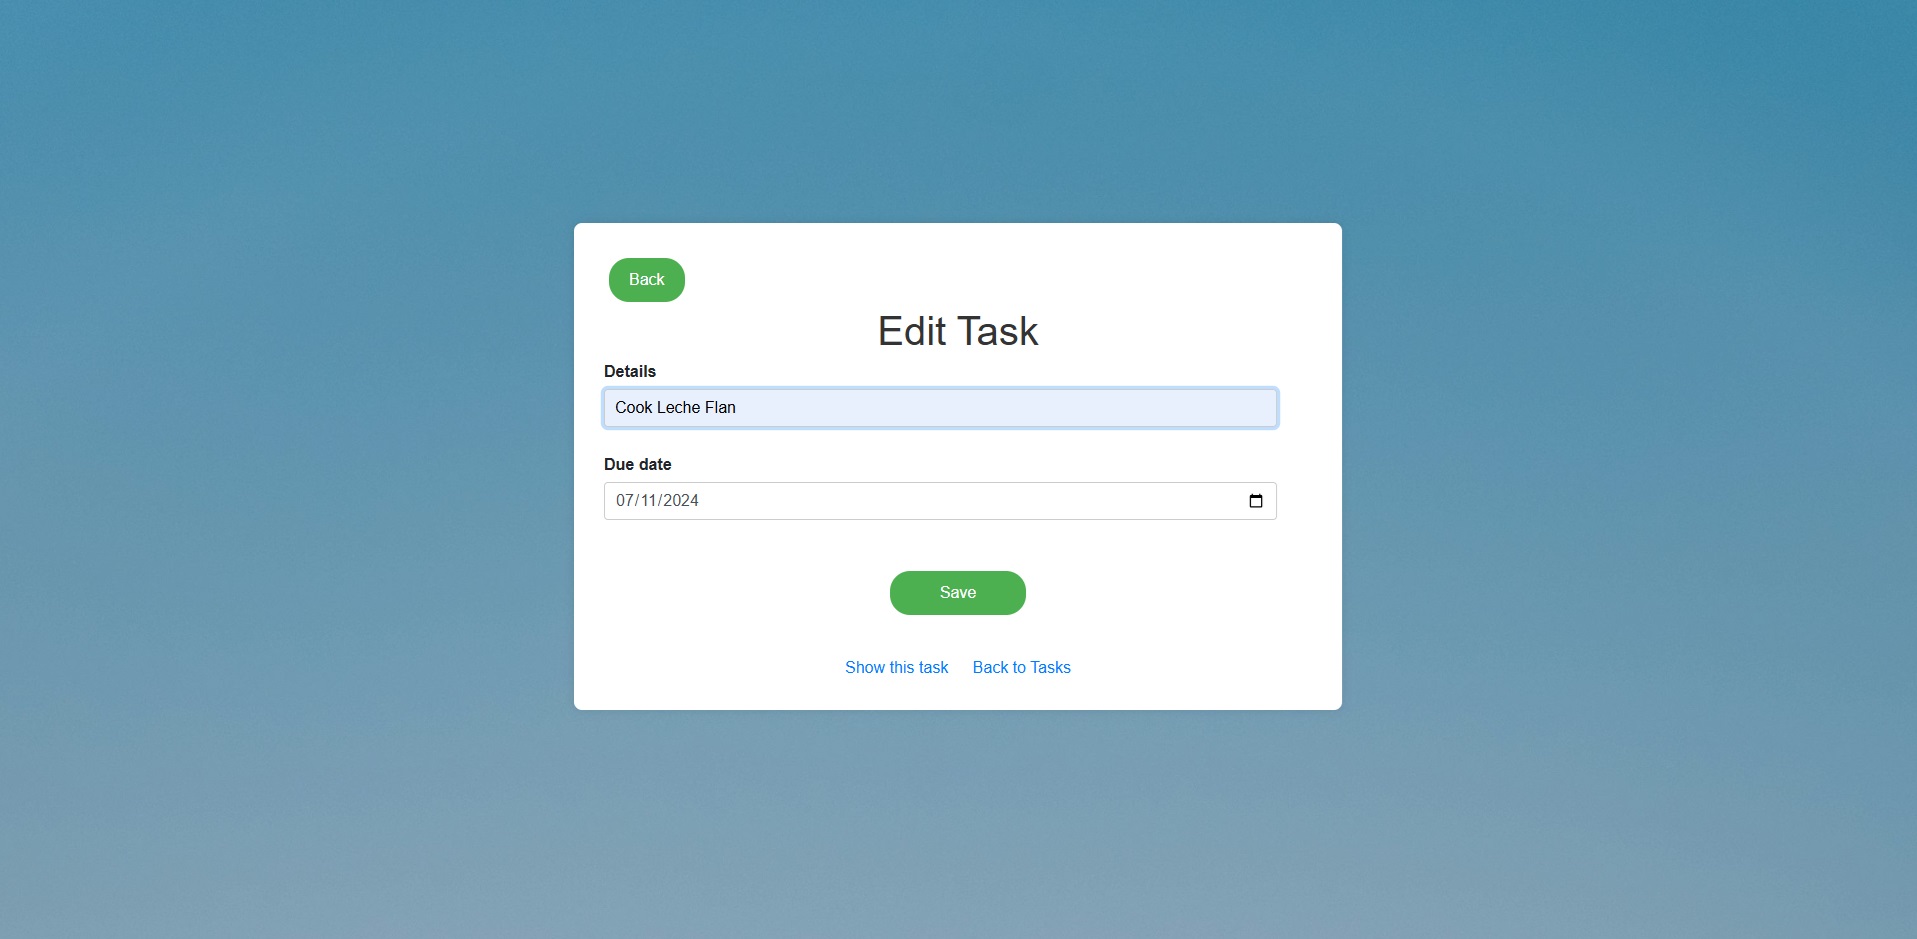 Back
Edit Task
Details
Cook Leche Flan
Due date
07/11/2024
Save
Show this task Back to Tasks